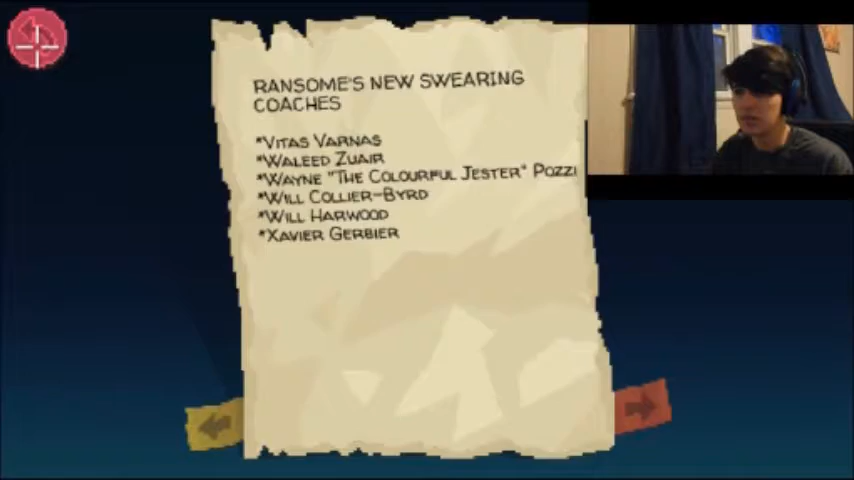 RANSOME'S NEW SWEARING
COACHES
*VITAS VARNAS
*WALEED ZUAIR
*WAYNE "THE COLOURFUL JESTER" POZZI
*WILL COLLIER-BYRD
*WILL HARWOOD
*XAVIER GERBIER